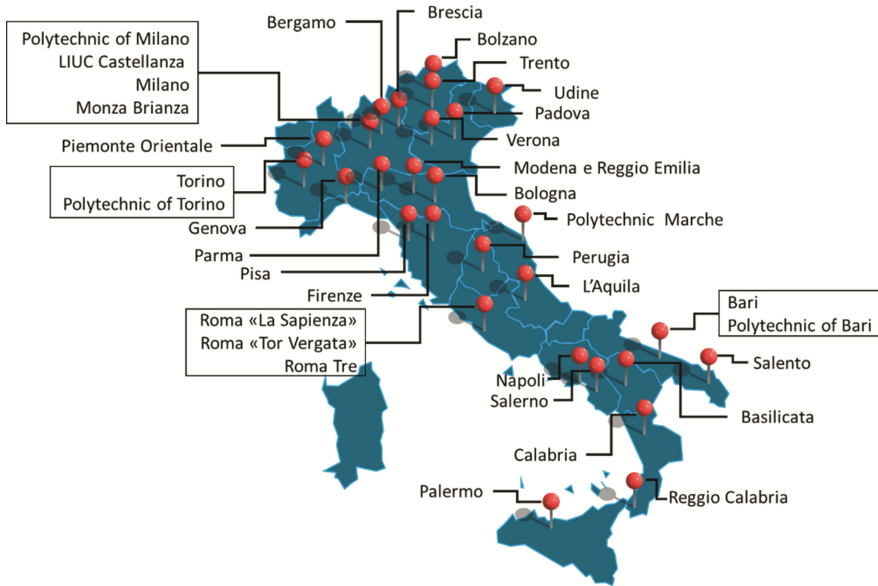 Brescia
Bergamo
Polytechnic of Milano
LIUC Castellanza
Milano
Monza Brianza
Bolzano
Trento
Udine
Padova
Verona
Piemonte Orientale
Modena e Reggio Emilia
Torino
Polytechnic of Torino
Bologna
Genova
Polytechnic Marche
Parma
Perugia
Pisa
L'Aquila
Firenze
Roma «La Sapienza»
Roma «Tor Vergata»
Roma Tre
Bari
Polytechnic of Bari
Salento
Napoli
Salerno
Basilicata
Calabria
Palermo
Reggio Calabria